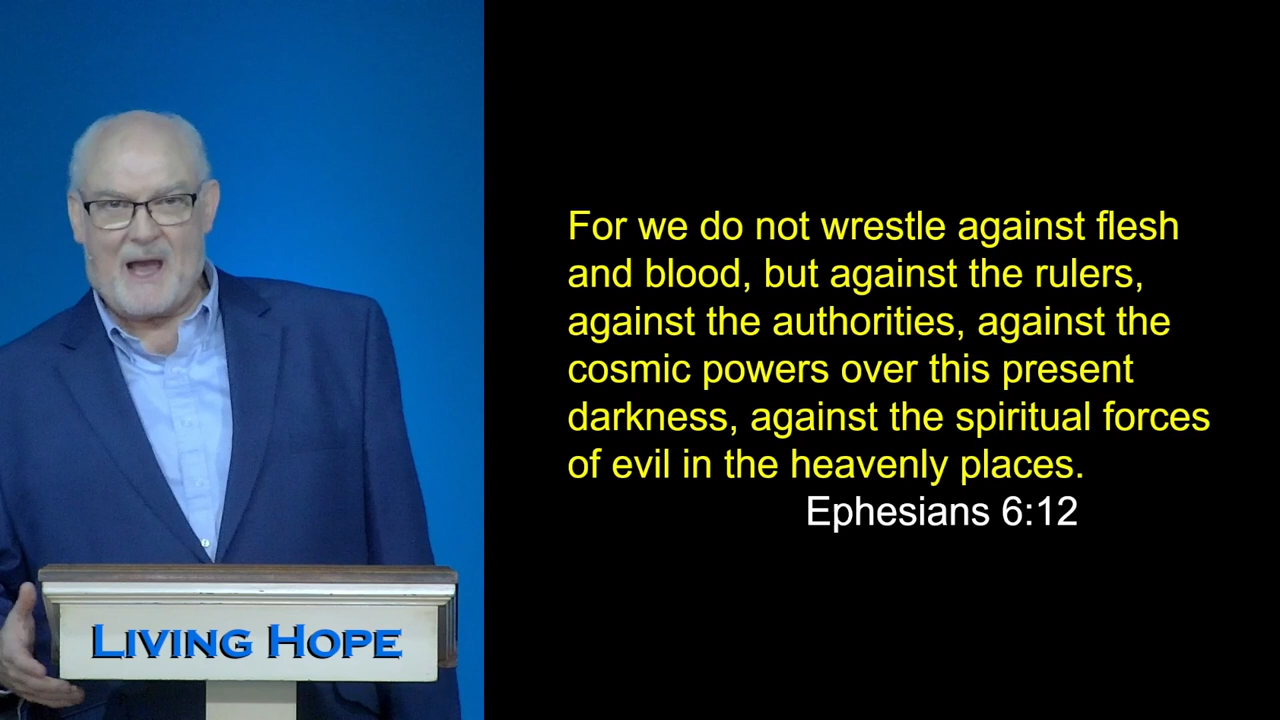 For we do not wrestle against flesh
and blood, but against the rulers,
against the authorities, against the
cosmic powers over this present
darkness, against the spiritual forces
of evil in the heavenly places.
Ephesians 6:12
LIVING HOPE